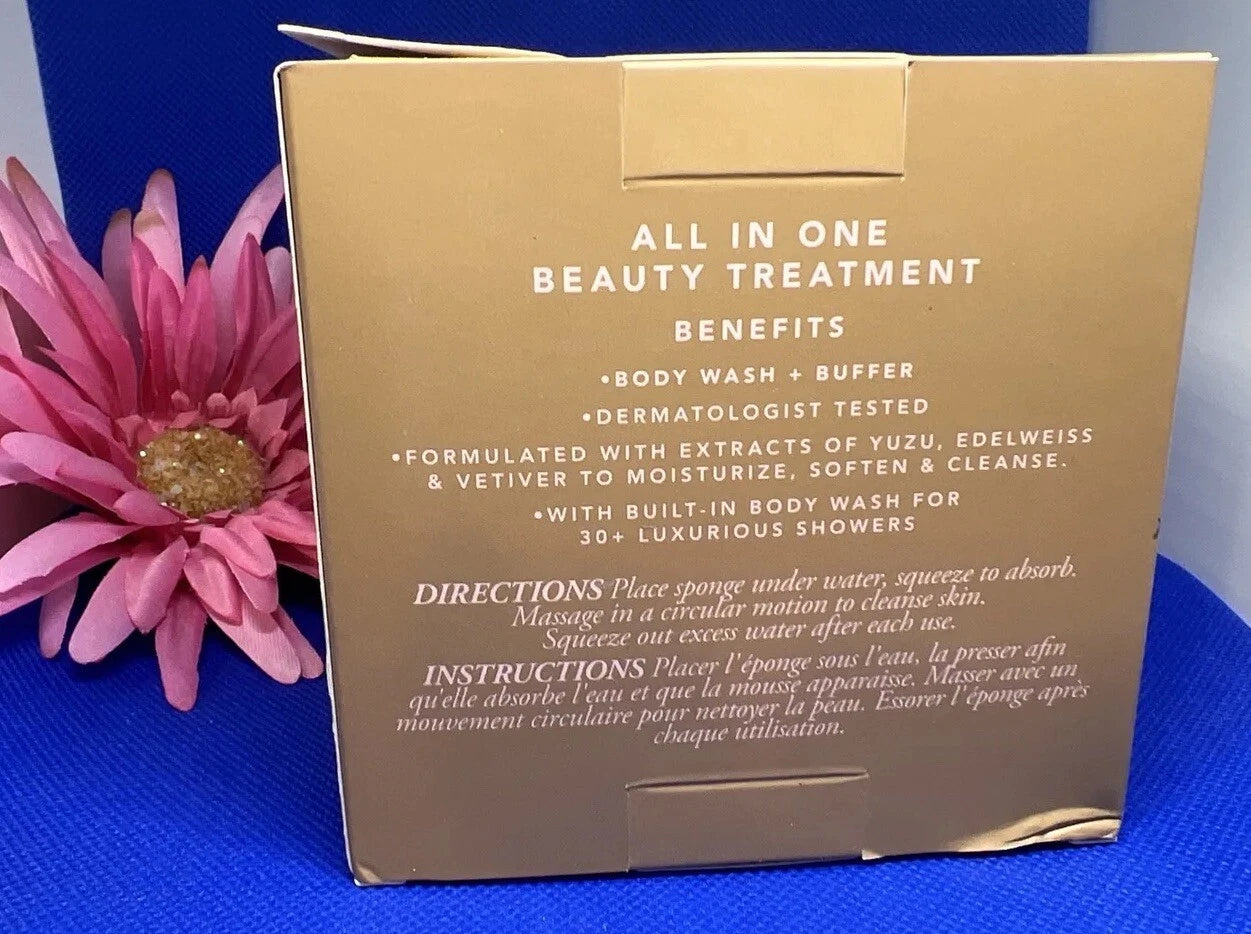 ALL IN ONE
BEAUTY TREATMENT
BENEFITS
•BODY WASH + BUFFER
•DERMATOLOGIST TESTED
•FORMULATED WITH EXTRACTS OF YUZU, EDELWEISS
& VETIVER TO MOISTURIZE, SOFTEN & CLEANSE.
•WITH BUILT-IN BODY WASH FOR
30+ LUXURIOUS SHOWERS
DIRECTIONS Place sponge under water, squeeze to absorb.
Massage in a circular motion to cleanse skin.
Squeeze out excess water after each use.
INSTRUCTIONS Placer l'éponge sous l'eau, la presser afin
qu'elle absorbe l'eau et que la mousse apparaisse. Masser avec un
mouvement circulaire pour nettoyer la peau. Essorer l'éponge après
chaque utilisation.